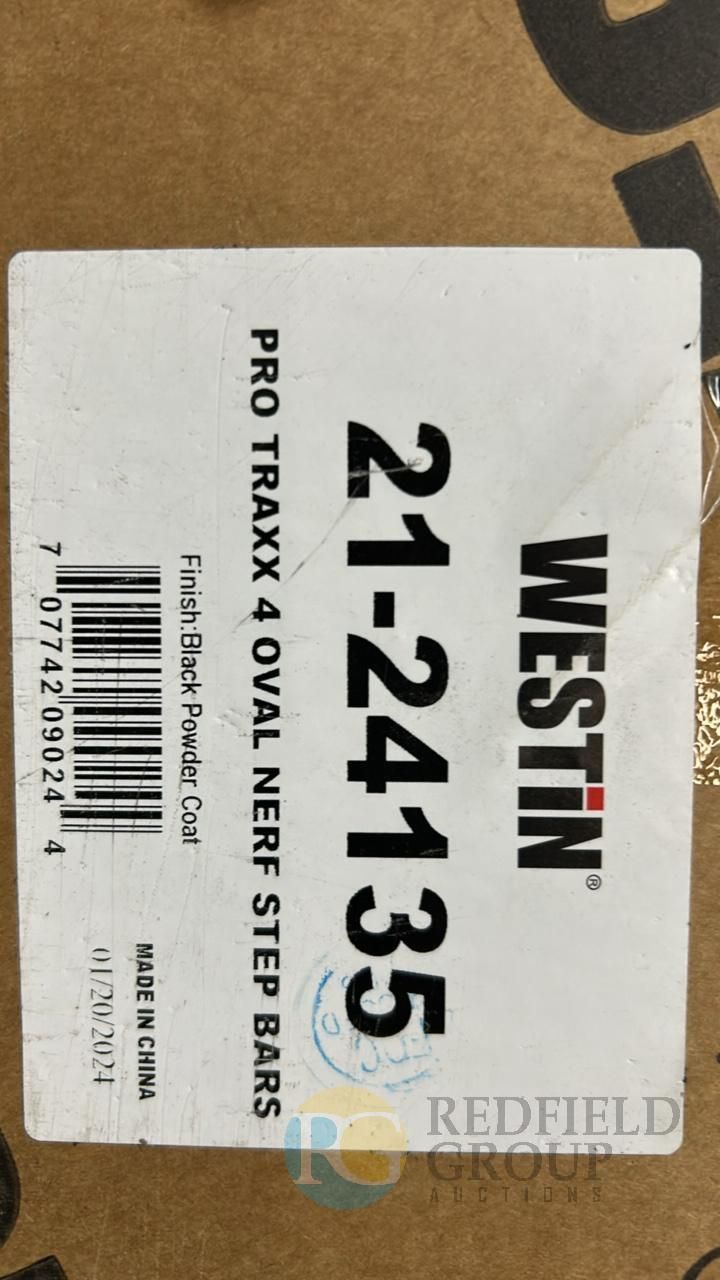 WESTiN®
21-24135
PRO TRAXX 4 OVAL NERF STEP BARS
Finish:Black Powder Coat
7 07742 09024 4
MADE IN CHINA
01/20/2024
REDFIELD
GROUP
AUCTIONS
RG